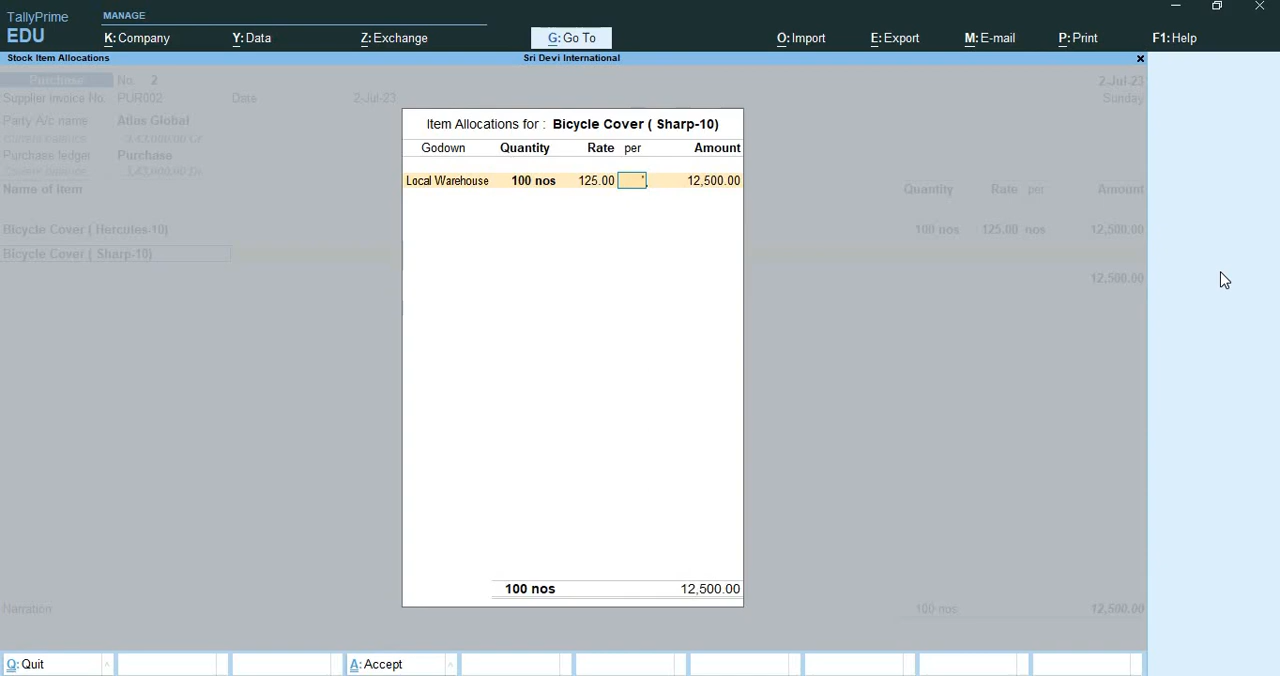 TallyPrime
MANAGE
EDU
K: Company
Y: Data
Z: Exchange
G: Go To
O: Import
E: Export
M: E-mail
P: Print
F1: Help
Stock Item Allocations
Sri Devi International
Purchase No. 2
2-Jul-23
Supplier Invoice No. PUR002 Date 2-Jul-23
Sunday
Party A/c name Atlas Global
Purchase ledger Purchase
Name of Item
Quantity Rate per Amount
Bicycle Cover ( Hercules-10) 100 nos 125.00 nos 12,500.00
Bicycle Cover ( Sharp-10)
12,500.00
Item Allocations for : Bicycle Cover ( Sharp-10)
Godown Quantity Rate per Amount
Local Warehouse 100 nos 125.00 12,500.00
100 nos 12,500.00
Narration
100 nos 12,500.00
Q: Quit
A: Accept